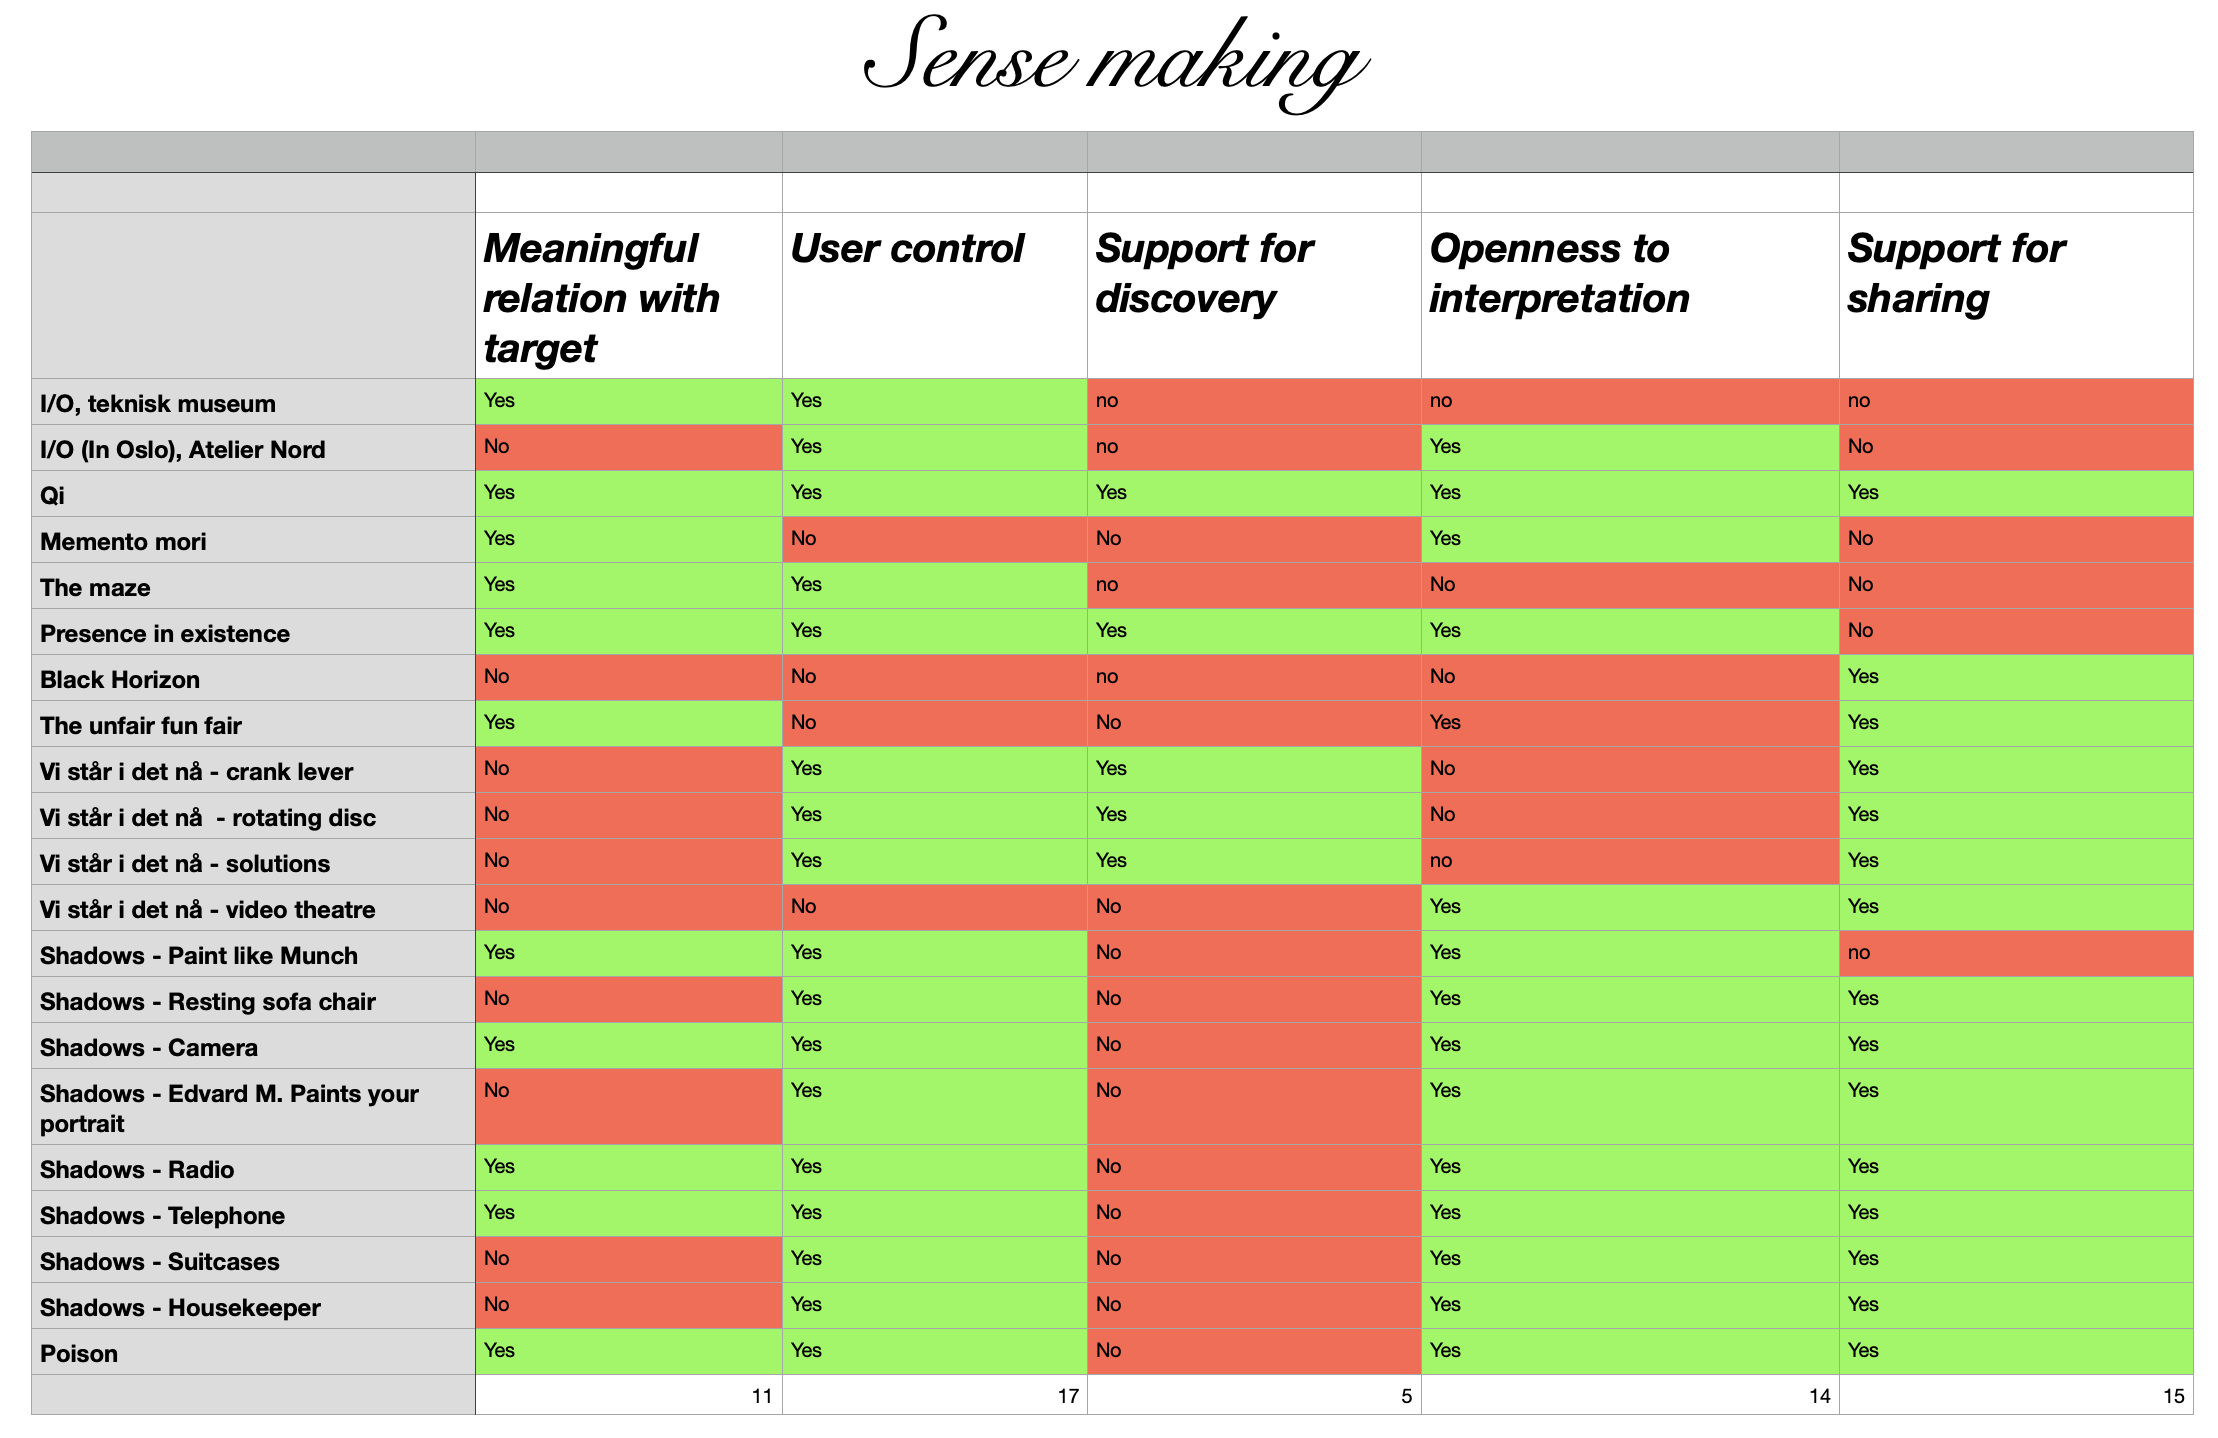 Sense making
Meaningful relation with target User control Support for discovery Openness to interpretation Support for sharing
I/O, teknisk museum Yes Yes no no no
I/O (In Oslo), Atelier Nord No Yes no Yes No
Qi Yes Yes Yes Yes Yes
Memento mori Yes No No Yes No
The maze Yes Yes no No No
Presence in existence Yes Yes Yes Yes No
Black Horizon No No no No Yes
The unfair fun fair Yes No No Yes Yes
Vi står i det nå - crank lever No Yes Yes No Yes
Vi står i det nå  - rotating disc No Yes Yes No Yes
Vi står i det nå - solutions No Yes Yes no Yes
Vi står i det nå - video theatre No No No Yes Yes
Shadows - Paint like Munch Yes Yes No Yes no
Shadows - Resting sofa chair No Yes No Yes Yes
Shadows - Camera Yes Yes No Yes Yes
Shadows - Edvard M. Paints your portrait No Yes No Yes Yes
Shadows - Radio Yes Yes No Yes Yes
Shadows - Telephone Yes Yes No Yes Yes
Shadows - Suitcases No Yes No Yes Yes
Shadows - Housekeeper No Yes No Yes Yes
Poison Yes Yes No Yes Yes
11 17 5 14 15